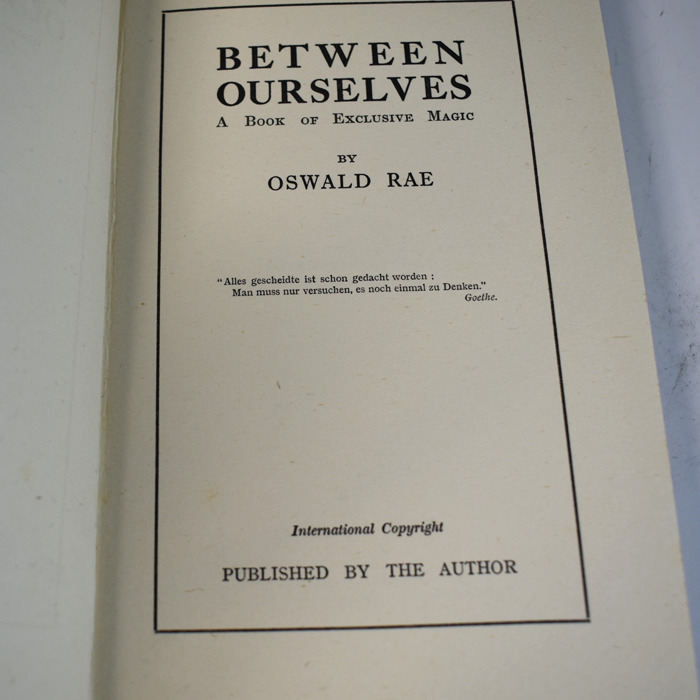 BETWEEN
OURSELVES
A Book of Exclusive Magic
BY
OSWALD RAE
"Alles gescheidte ist schon gedacht worden :
Man muss nur versuchen, es noch einmal zu Denken."
Goethe.
International Copyright
PUBLISHED BY THE AUTHOR